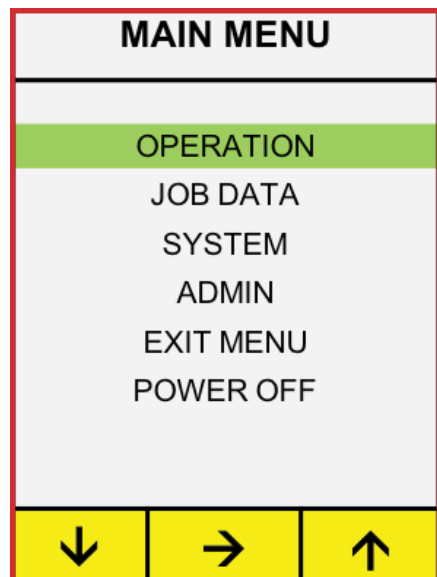 MAIN MENU
OPERATION
JOB DATA
SYSTEM
ADMIN
EXIT MENU
POWER OFF
↓ → ↑